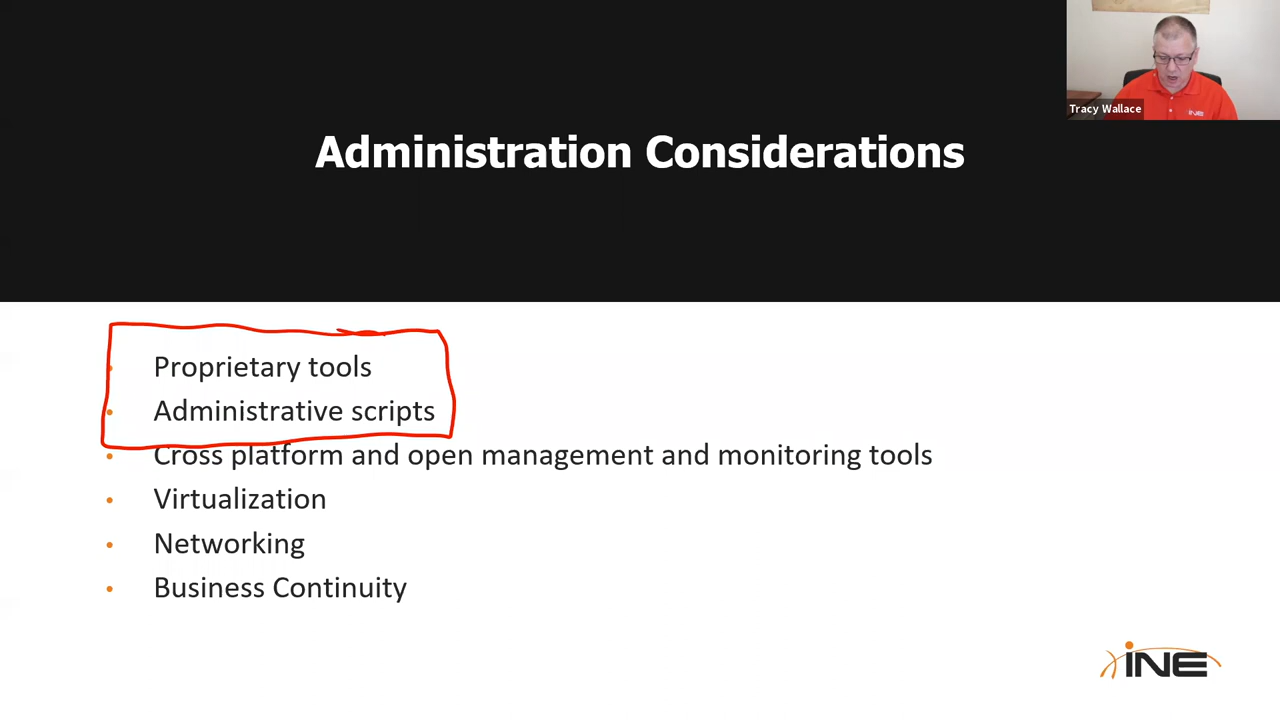 Tracy Wallace
Administration Considerations
Proprietary tools
Administrative scripts
Cross platform and open management and monitoring tools
Virtualization
Networking
Business Continuity
iNE
iNE